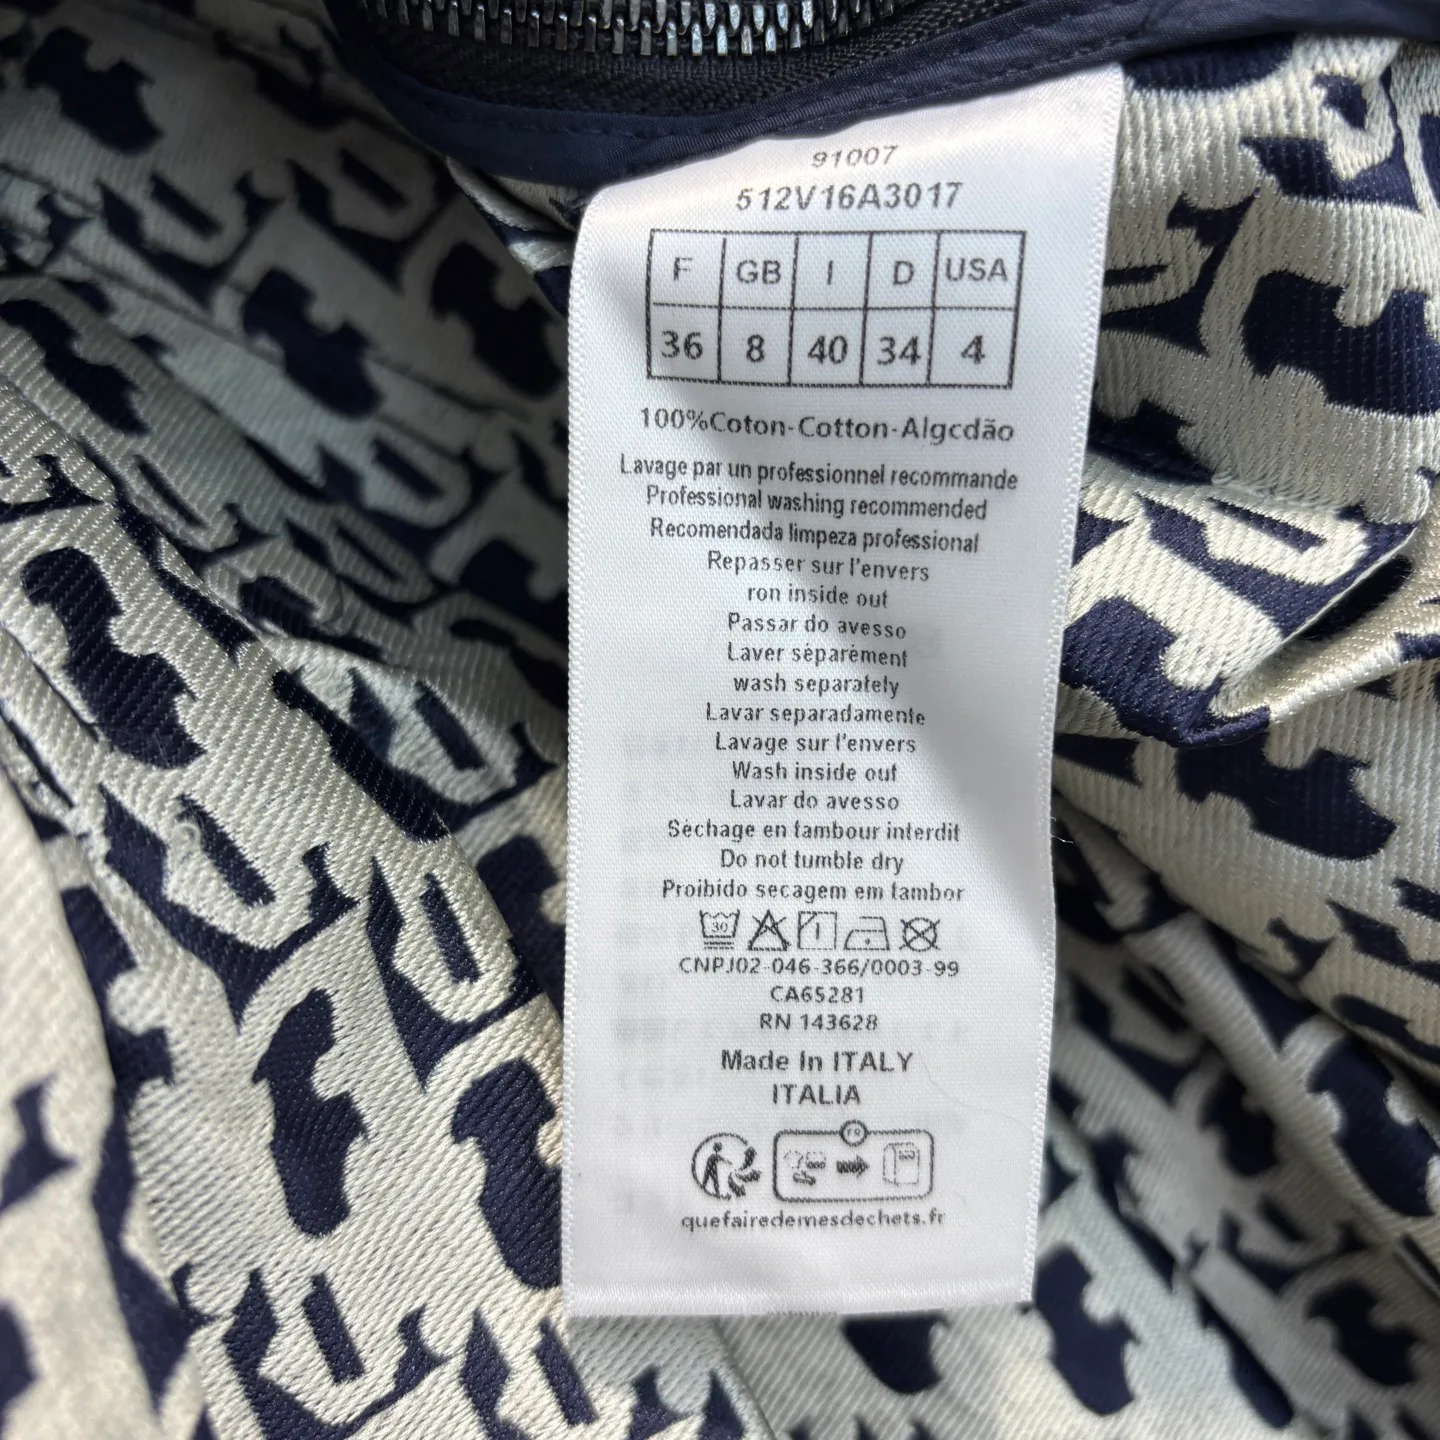 91007
512V16A3017
F GB I D USA
36 8 40 34 4
100%Coton-Cotton-Algcdão
Lavage par un professionnel recommande
Professional washing recommended
Recomendada limpeza professional
Repasser sur l'envers
ron inside out
Passar do avesso
Laver séparément
wash separately
Lavar separadamente
Lavage sur l'envers
Wash inside out
Lavar do avesso
Séchage en tambour interdit
Do not tumble dry
Proibido secagem em tambor
30
CNPJ02-046-366/0003-99
CA65281
RN 143628
Made In ITALY
ITALIA
FR
quefairedemesdechets.fr